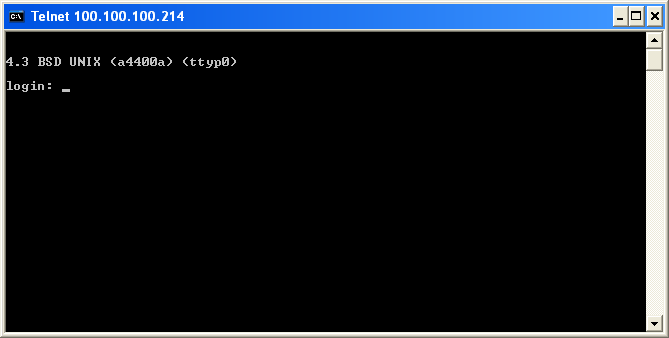 Telnet 100.100.100.214
4.3 BSD UNIX (a4400a) (ttyp0)
login: _